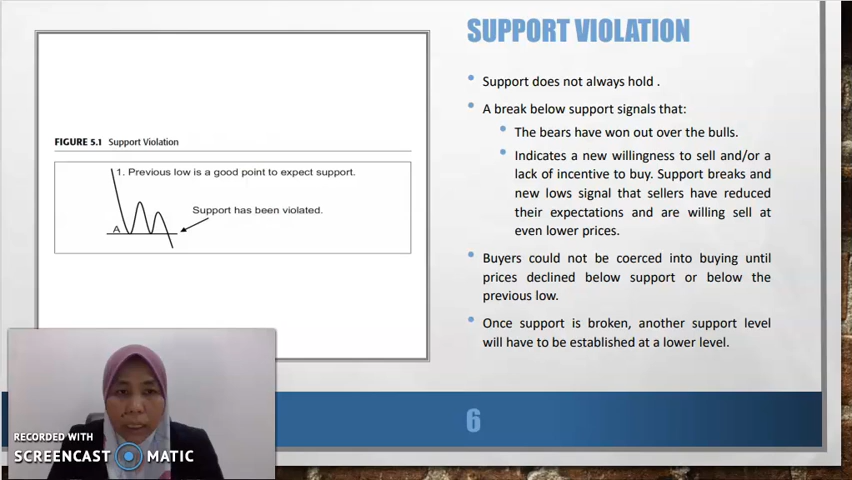 SUPPORT VIOLATION
FIGURE 5.1 Support Violation
1. Previous low is a good point to expect support.
Support has been violated.
A
• Support does not always hold .
• A break below support signals that:
• The bears have won out over the bulls.
• Indicates a new willingness to sell and/or a
lack of incentive to buy. Support breaks and
new lows signal that sellers have reduced
their expectations and are willing sell at
even lower prices.
• Buyers could not be coerced into buying until
prices declined below support or below the
previous low.
• Once support is broken, another support level
will have to be established at a lower level.
6
RECORDED WITH
SCREENCAST MATIC